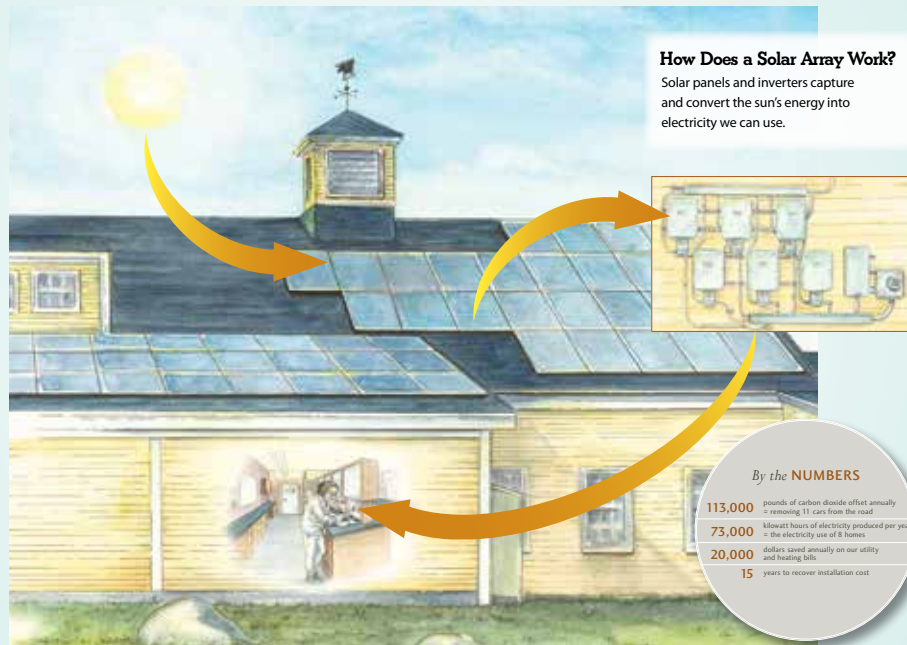 How Does a Solar Array Work?
Solar panels and inverters capture
and convert the sun's energy into
electricity we can use.
By the NUMBERS
113,000 pounds of carbon dioxide offset annually
= removing 11 cars from the road
73,000 kilowatt hours of electricity produced per yea
= the electricity use of 8 homes
20,000 dollars saved annually on our utility
and heating bills
15 years to recover installation cost